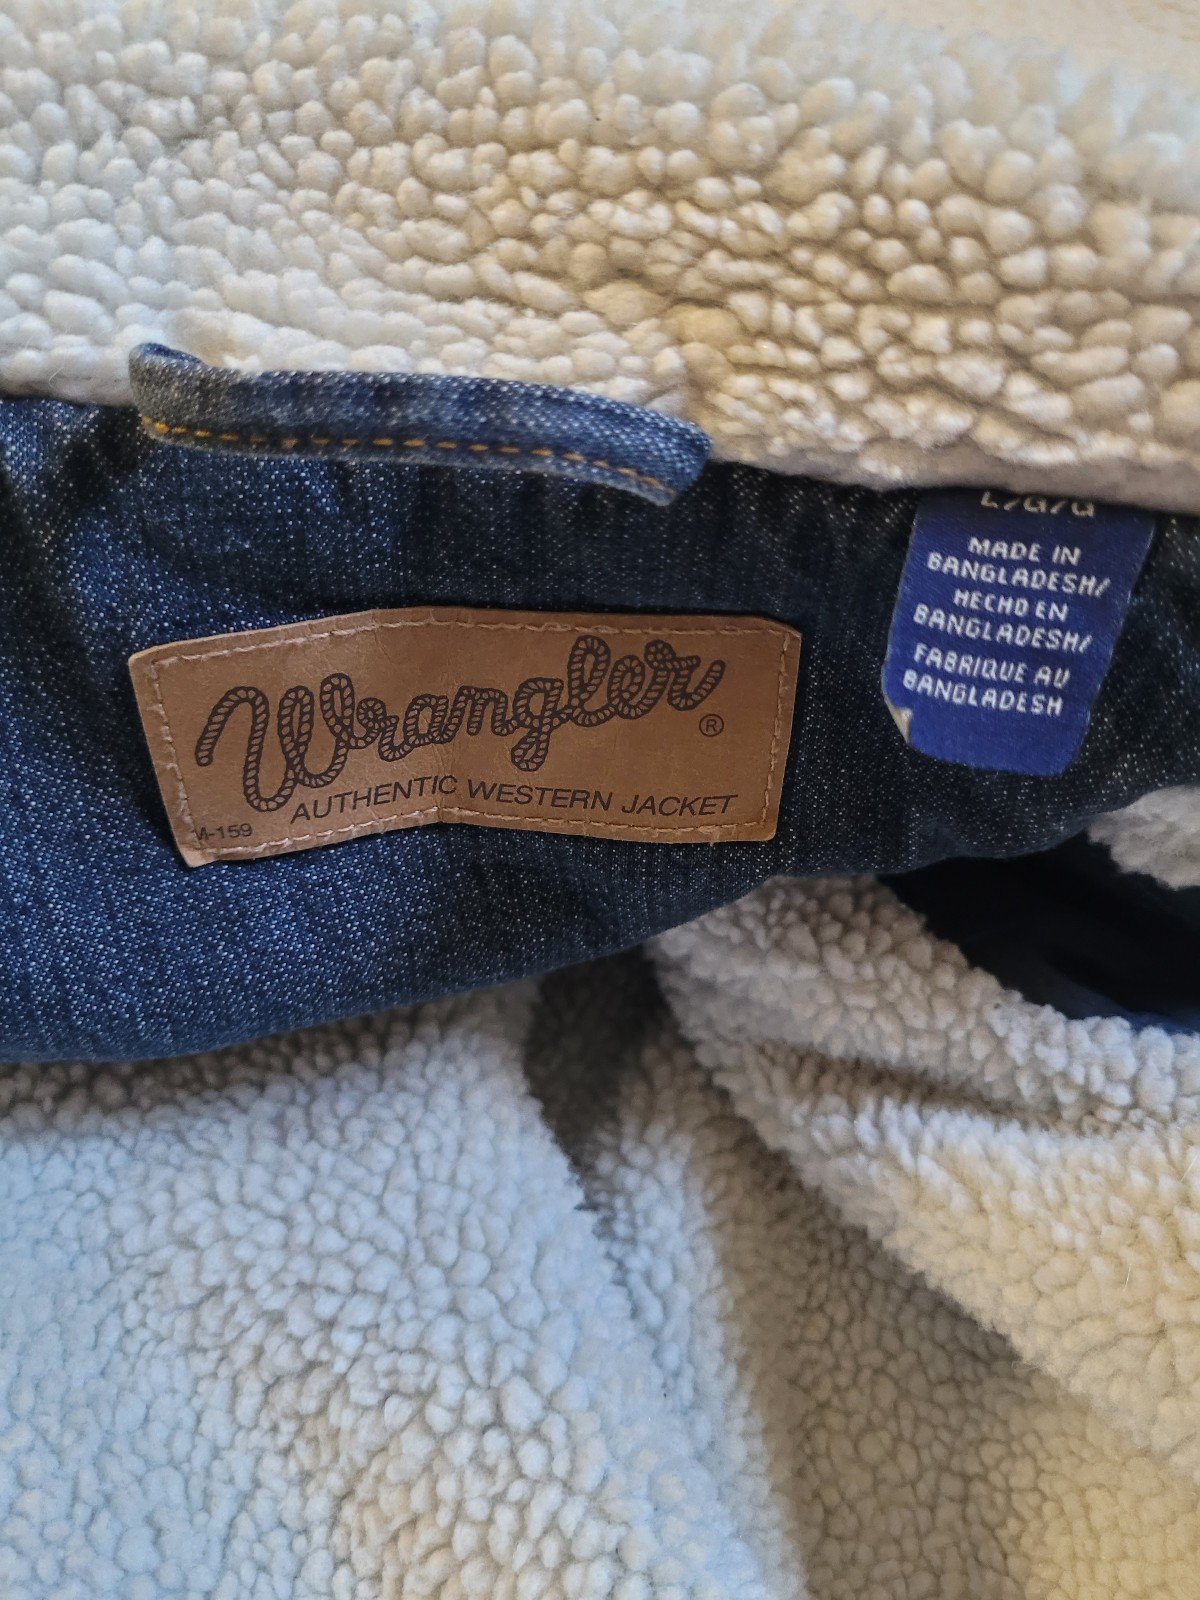 Wrangler®
AUTHENTIC WESTERN JACKET
M-159
L/G/G
MADE IN
BANGLADESH/
HECHO EN
BANGLADESH/
FABRIQUE AU
BANGLADESH